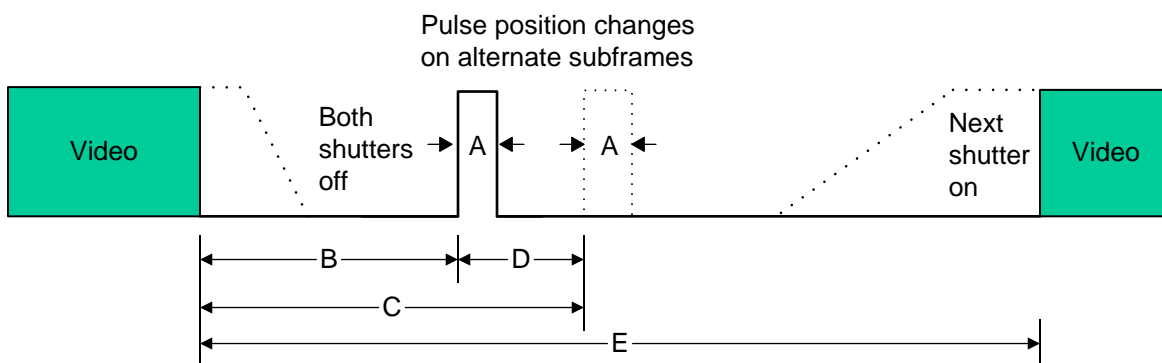 Pulse position changes
on alternate subframes
Video
Both
shutters
off
A
A
Next
shutter
on
Video
B
D
C
E